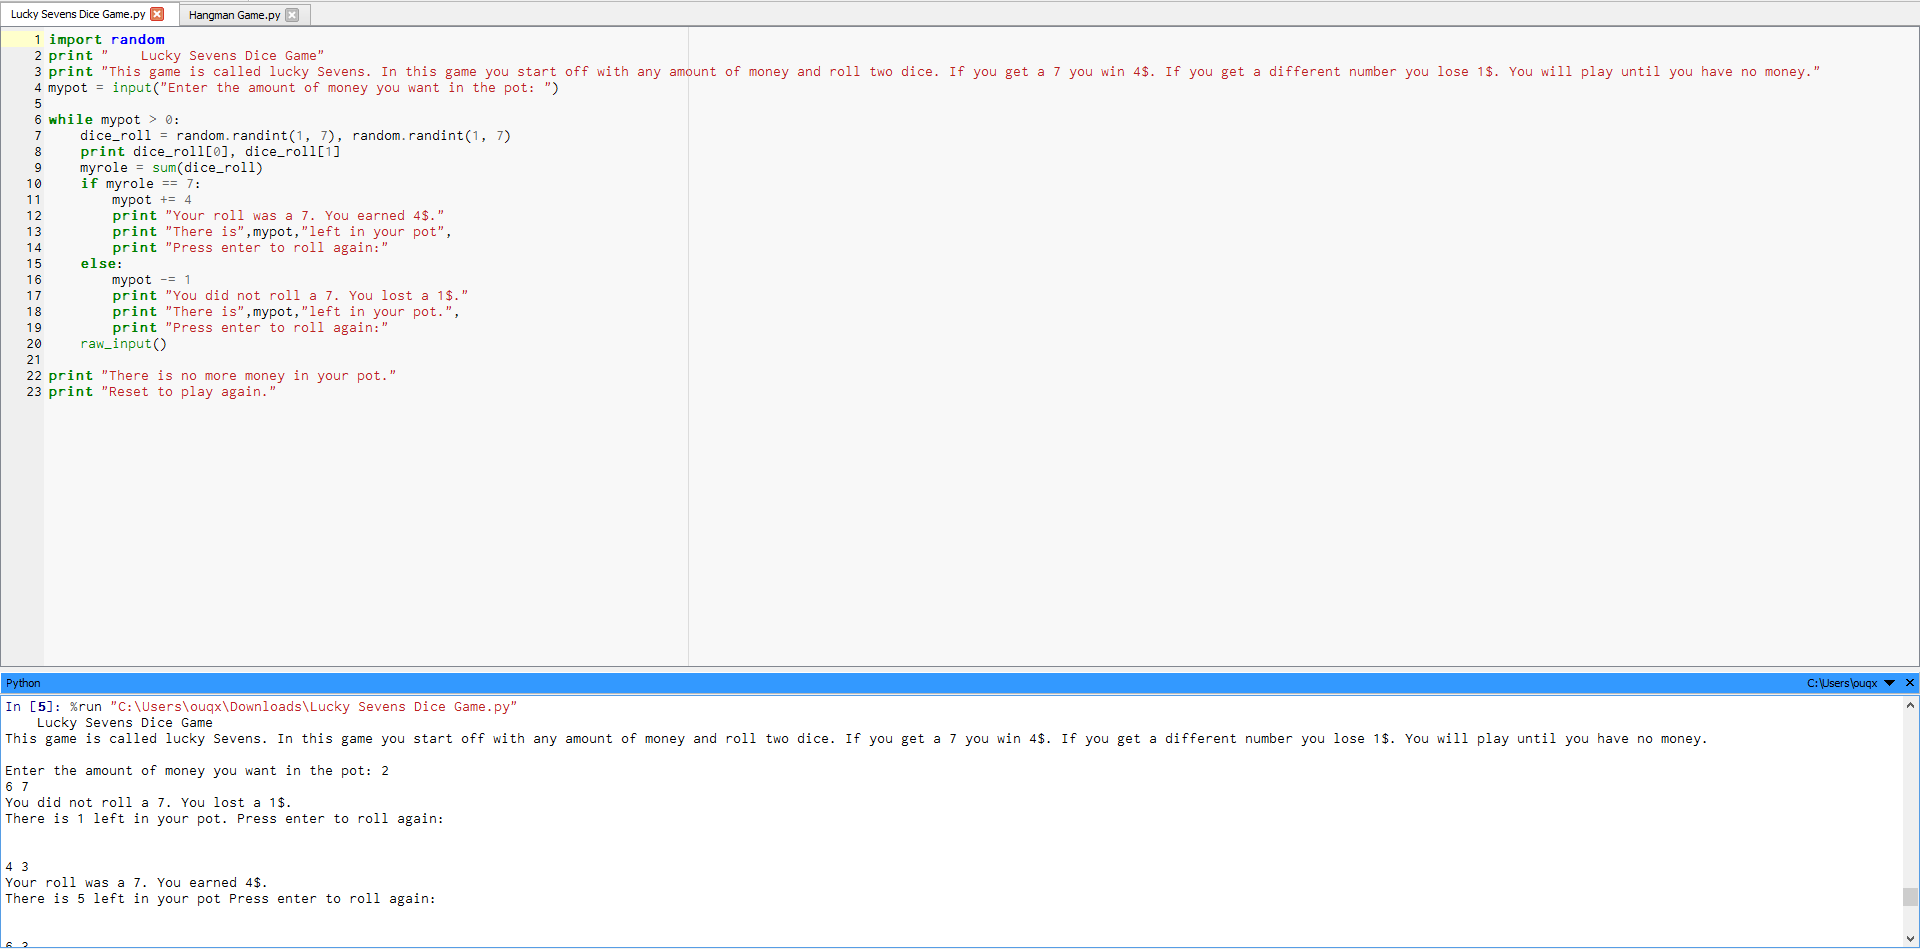 Lucky Sevens Dice Game.py Hangman Game.py
1 import random
2 print "    Lucky Sevens Dice Game"
3 print "This game is called lucky Sevens. In this game you start off with any amount of money and roll two dice. If you get a 7 you win 4$. If you get a different number you lose 1$. You will play until you have no money."
4 mypot = input("Enter the amount of money you want in the pot: ")
5
6 while mypot > 0:
7     dice_roll = random.randint(1, 7), random.randint(1, 7)
8     print dice_roll[0], dice_roll[1]
9     myrole = sum(dice_roll)
10     if myrole == 7:
11         mypot += 4
12         print "Your roll was a 7. You earned 4$."
13         print "There is",mypot,"left in your pot",
14         print "Press enter to roll again:"
15     else:
16         mypot -= 1
17         print "You did not roll a 7. You lost a 1$."
18         print "There is",mypot,"left in your pot.",
19         print "Press enter to roll again:"
20     raw_input()
21
22 print "There is no more money in your pot."
23 print "Reset to play again."
Python C:\Users\ouqx
In [5]: %run "C:\Users\ouqx\Downloads\Lucky Sevens Dice Game.py"
    Lucky Sevens Dice Game
This game is called lucky Sevens. In this game you start off with any amount of money and roll two dice. If you get a 7 you win 4$. If you get a different number you lose 1$. You will play until you have no money.
Enter the amount of money you want in the pot: 2
6 7
You did not roll a 7. You lost a 1$.
There is 1 left in your pot. Press enter to roll again:
4 3
Your roll was a 7. You earned 4$.
There is 5 left in your pot Press enter to roll again:
6 3